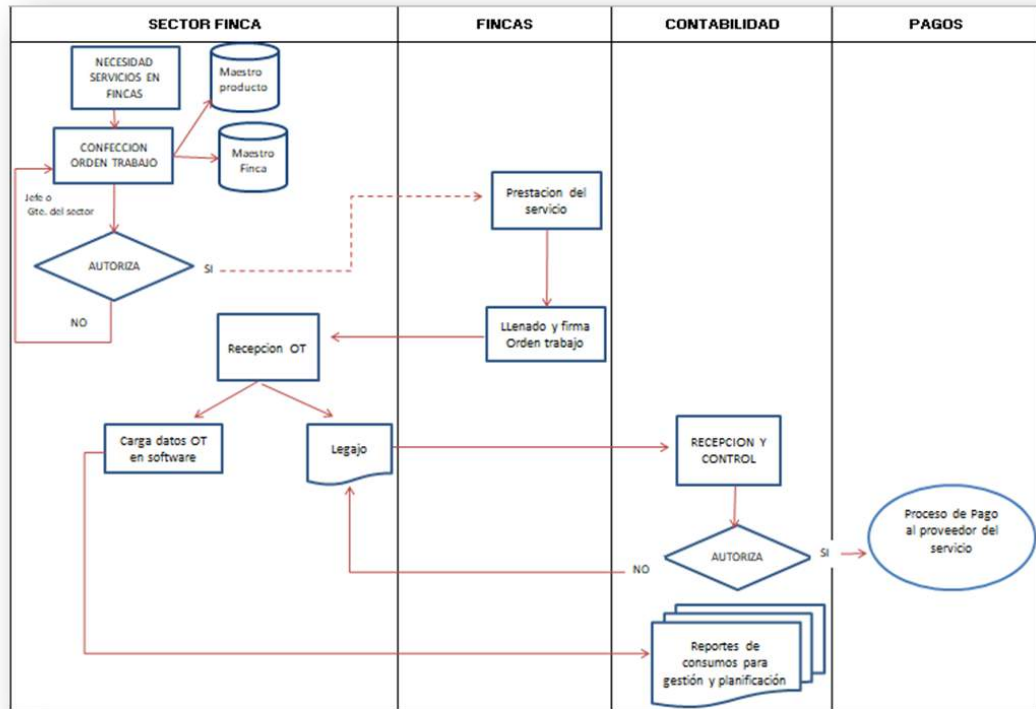 SECTOR FINCA
FINCAS
CONTABILIDAD
PAGOS
NECESIDAD
SERVICIOS EN
FINCAS
Maestro
producto
CONFECCION
ORDEN TRABAJO
Maestro
Finca
Jefe o
Gte. del sector
Prestacion del
servicio
AUTORIZA
SI
NO
LLenado y firma
Orden trabajo
Recepcion OT
Carga datos OT
en software
Legajo
RECEPCION Y
CONTROL
AUTORIZA
NO
SI
Proceso de Pago
al proveedor del
servicio
Reportes de
consumos para
gestión y planificación